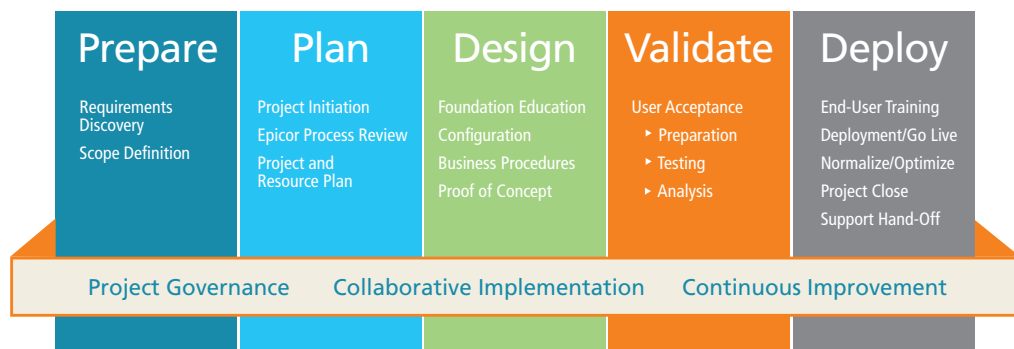 Prepare
Requirements
Discovery
Scope Definition
Plan
Project Initiation
Epicor Process Review
Project and
Resource Plan
Design
Foundation Education
Configuration
Business Procedures
Proof of Concept
Validate
User Acceptance
‣ Preparation
‣ Testing
‣ Analysis
Deploy
End-User Training
Deployment/Go Live
Normalize/Optimize
Project Close
Support Hand-Off
Project Governance Collaborative Implementation Continuous Improvement